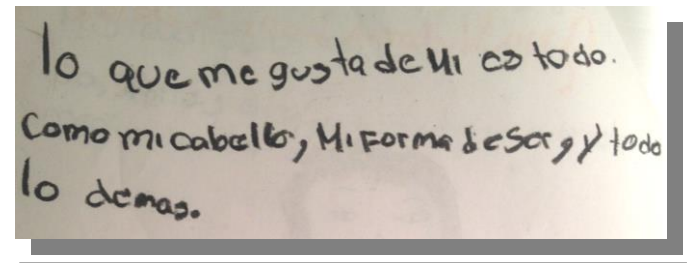 lo que me gusta de Mi es todo.
Como mi cabello, Mi Forma de ser, y todo
lo demas.